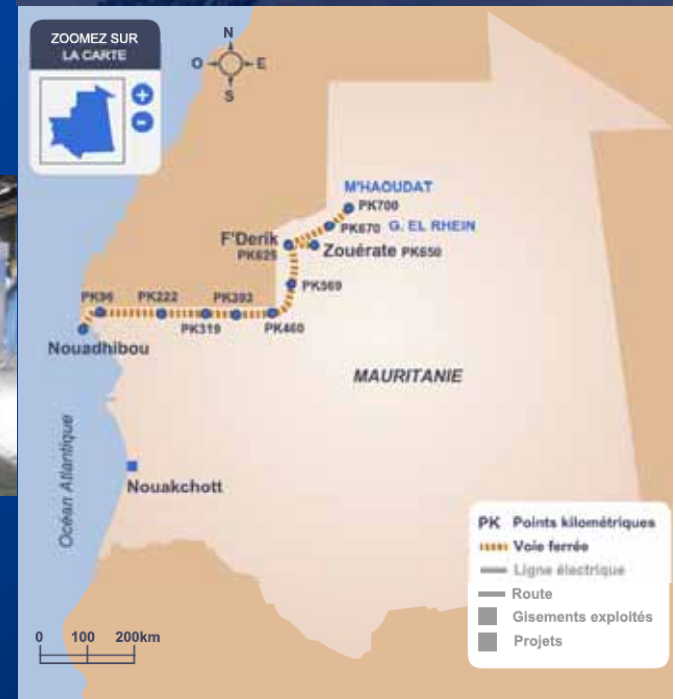 ZOOMEZ SUR
LA CARTE
+
-
N
O E
S
M'HAOUDAT
PK700
PK670 G. EL RHEIN
F'Derik
PK625
Zouérate PK650
PK569
PK96 PK222 PK393
PK319 PK460
Nouadhibou
MAURITANIE
Océan Atlantique
Nouakchott
PK Points kilométriques
Voie ferrée
Ligne électrique
Route
Gisements exploités
Projets
0 100 200km